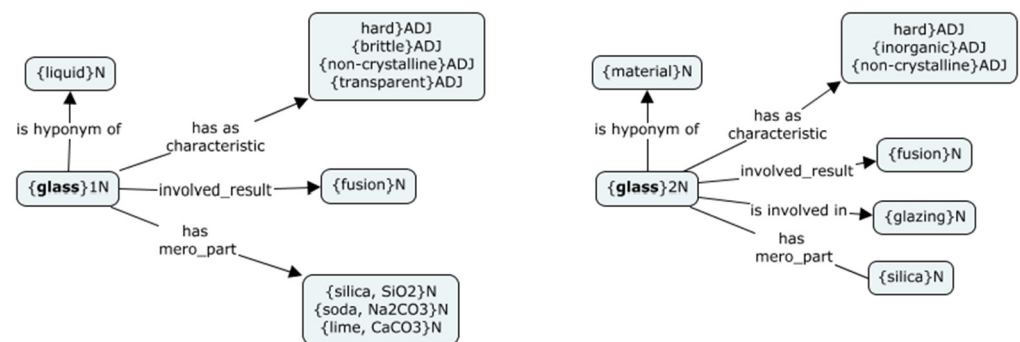 hard}ADJ
{brittle}ADJ
{non-crystalline}ADJ
{transparent}ADJ
{liquid}N
is hyponym of
has as
characteristic
{glass}1N
involved_result
{fusion}N
has
mero_part
{silica, SiO2}N
{soda, Na2CO3}N
{lime, CaCO3}N
hard}ADJ
{inorganic}ADJ
{non-crystalline}ADJ
{material}N
is hyponym of
has as
characteristic
{fusion}N
involved_result
{glass}2N
is involved in
{glazing}N
has
mero_part
{silica}N